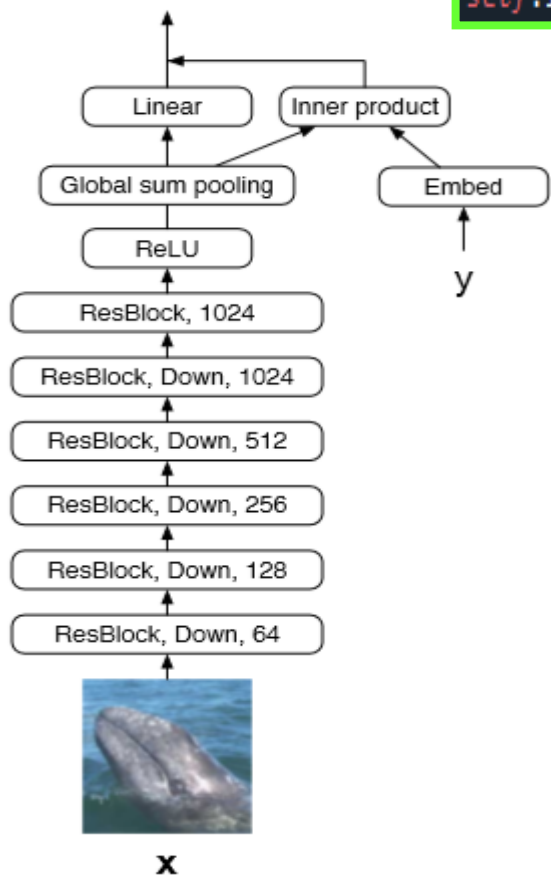 Linear
Inner product
Global sum pooling
Embed
ReLU
y
ResBlock, 1024
ResBlock, Down, 1024
ResBlock, Down, 512
ResBlock, Down, 256
ResBlock, Down, 128
ResBlock, Down, 64
x